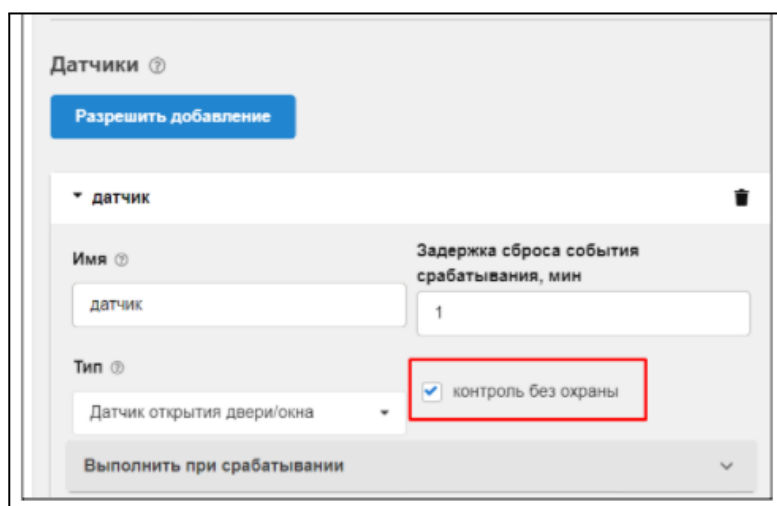 Датчики
Разрешить добавление
датчик
Имя
Задержка сброса события
срабатывания, мин
датчик
1
Тип
контроль без охраны
Датчик открытия двери/окна
Выполнить при срабатывании